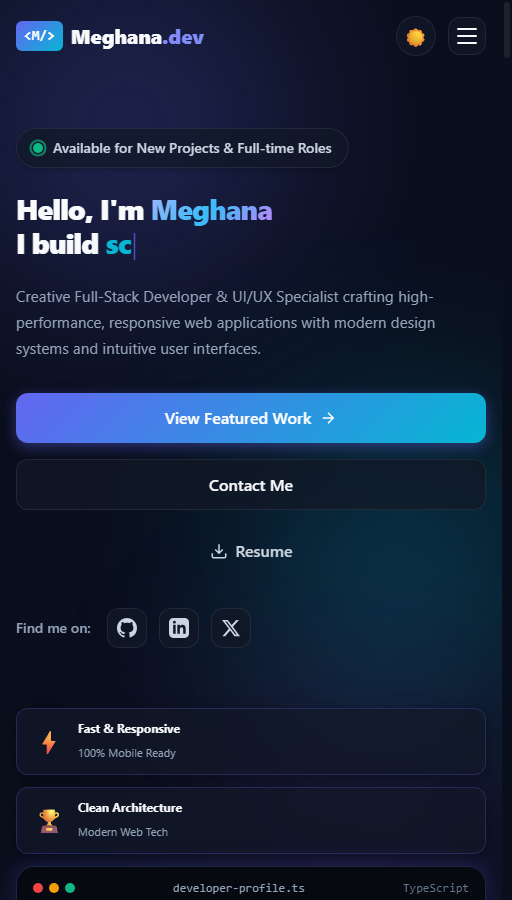 <M/> Meghana.dev
Available for New Projects & Full-time Roles
Hello, I'm Meghana
I build sc
Creative Full-Stack Developer & UI/UX Specialist crafting high-
performance, responsive web applications with modern design
systems and intuitive user interfaces.
View Featured Work →
Contact Me
Resume
Find me on:
Fast & Responsive
100% Mobile Ready
Clean Architecture
Modern Web Tech
developer-profile.ts TypeScript